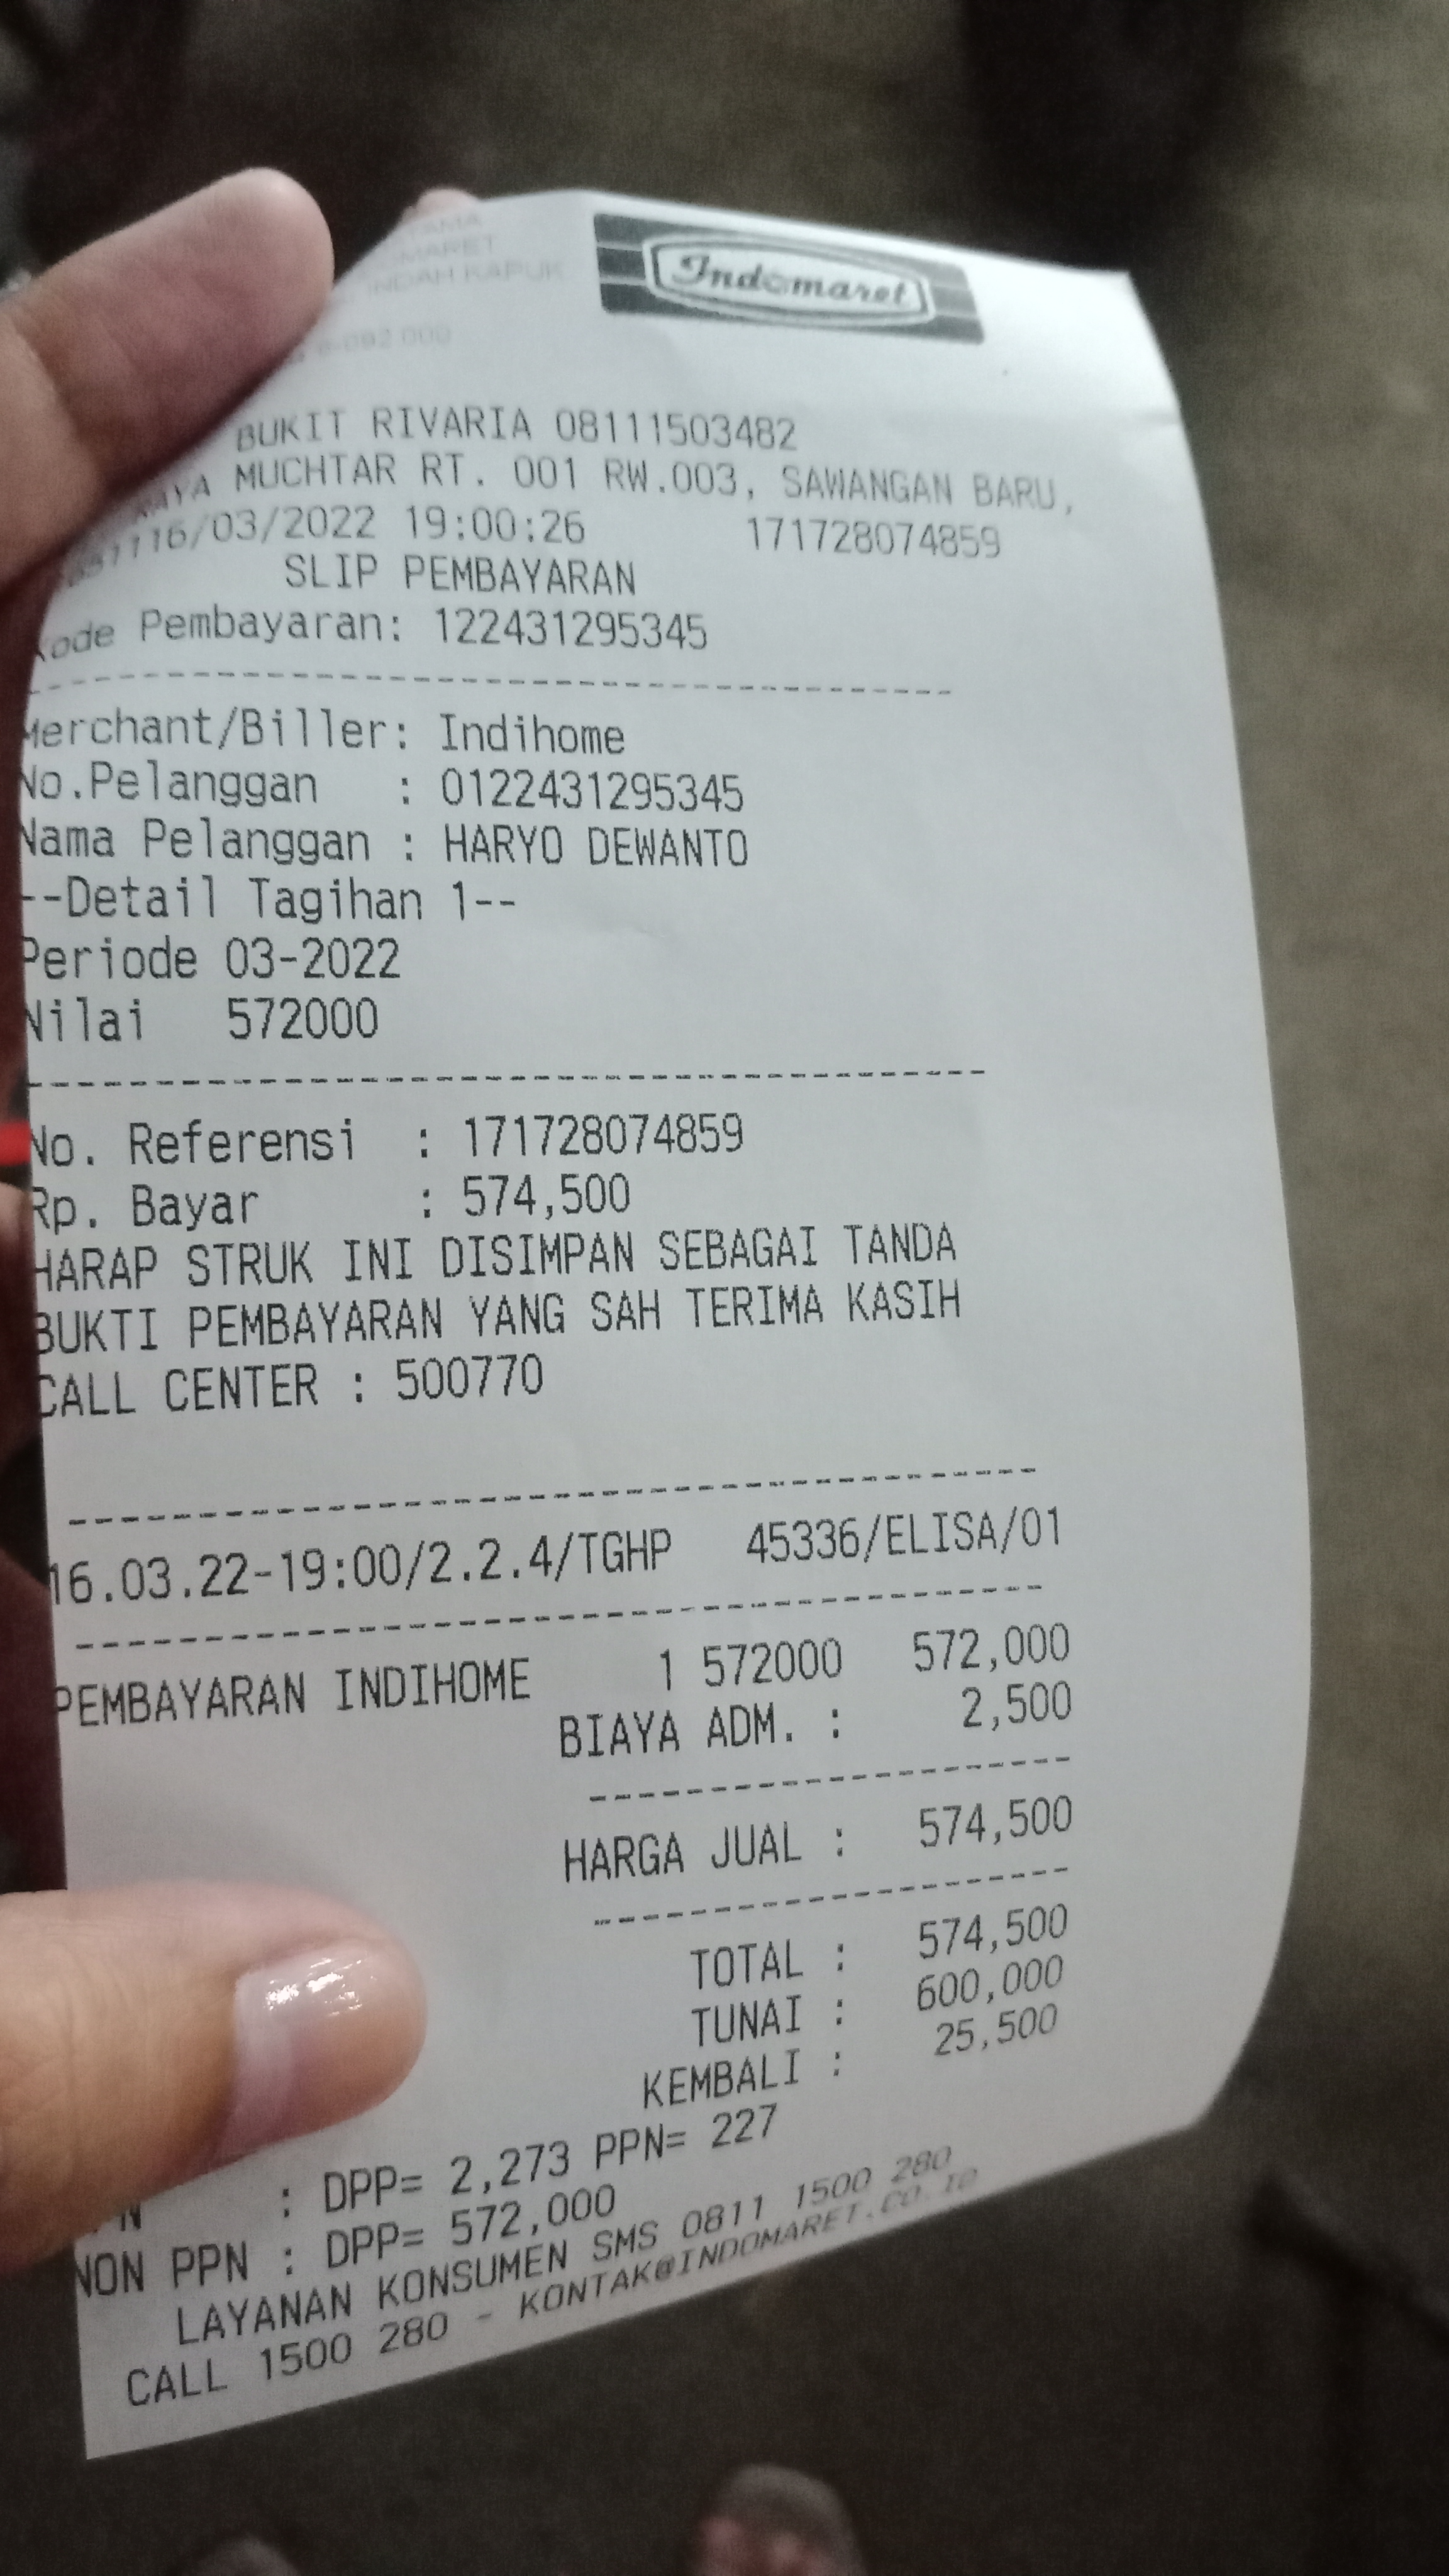 Indomaret
INDAH KAPUK
BUKIT RIVARIA 08111503482
RAYA MUCHTAR RT. 001 RW.003, SAWANGAN BARU,
16/03/2022 19:00:26 171728074859
SLIP PEMBAYARAN
Kode Pembayaran: 122431295345
Merchant/Biller: Indihome
No.Pelanggan : 0122431295345
Nama Pelanggan : HARYO DEWANTO
--Detail Tagihan 1--
Periode 03-2022
Nilai 572000
No. Referensi : 171728074859
Rp. Bayar : 574,500
HARAP STRUK INI DISIMPAN SEBAGAI TANDA
BUKTI PEMBAYARAN YANG SAH TERIMA KASIH
CALL CENTER : 500770
16.03.22-19:00/2.2.4/TGHP 45336/ELISA/01
PEMBAYARAN INDIHOME 1 572000 572,000
BIAYA ADM. : 2,500
HARGA JUAL : 574,500
TOTAL : 574,500
TUNAI : 600,000
KEMBALI : 25,500
: DPP= 2,273 PPN= 227
NON PPN : DPP= 572,000
LAYANAN KONSUMEN SMS 0811 1500 280
CALL 1500 280 - KONTAK@INDOMARET.CO.ID